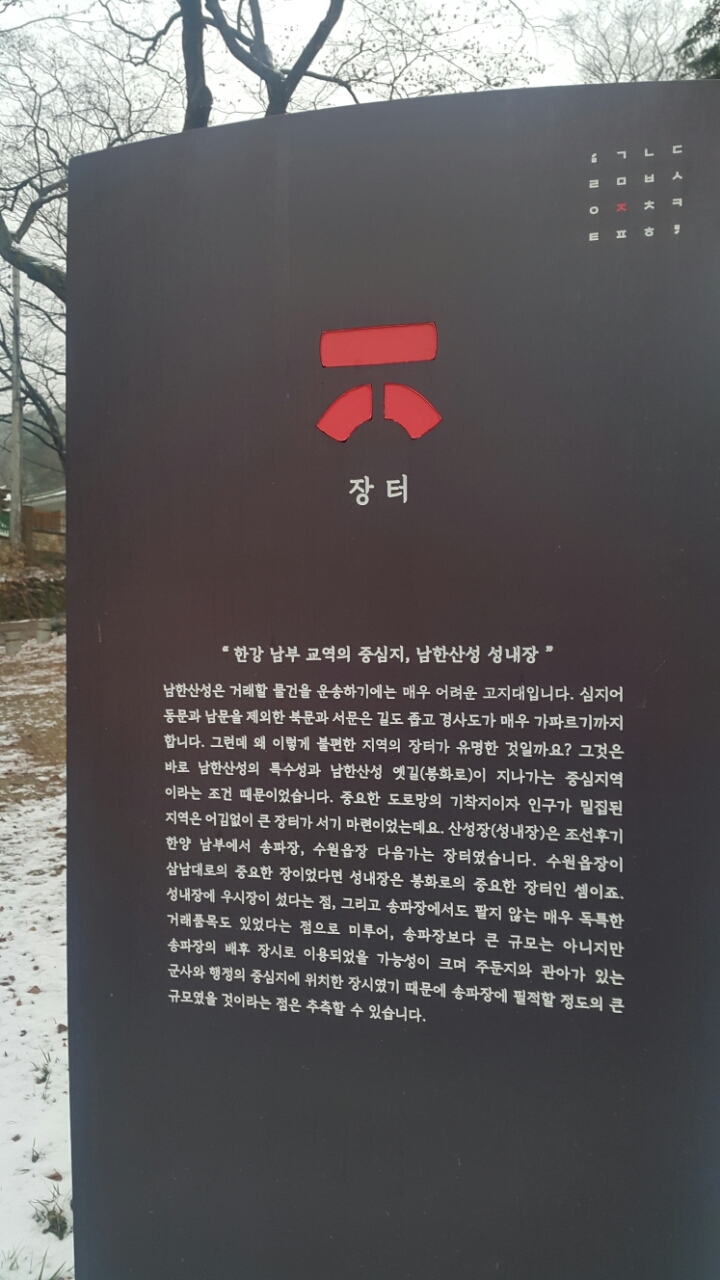 “ ㄱ ㄴ ㄷ
ㄹ ㅁ ㅂ ㅅ
ㅇ ㅈ ㅊ ㅋ
ㅌ ㅍ ㅎ ”
ㅈ
장터
“ 한강 남부 교역의 중심지, 남한산성 성내장 ”
남한산성은 거래할 물건을 운송하기에는 매우 어려운 고지대입니다. 심지어
동문과 남문을 제외한 북문과 서문은 길도 좁고 경사도가 매우 가파르기까지
합니다. 그런데 왜 이렇게 불편한 지역의 장터가 유명한 것일까요? 그것은
바로 남한산성의 특수성과 남한산성 옛길(봉화로)이 지나가는 중심지역
이라는 조건 때문이었습니다. 중요한 도로망의 기착지이자 인구가 밀집된
지역은 어김없이 큰 장터가 서기 마련이었는데요. 산성장(성내장)은 조선후기
한양 남부에서 송파장, 수원읍장 다음가는 장터였습니다. 수원읍장이
삼남대로의 중요한 장이었다면 성내장은 봉화로의 중요한 장터인 셈이죠.
성내장에 우시장이 섰다는 점, 그리고 송파장에서도 팔지 않는 매우 독특한
거래품목도 있었다는 점으로 미루어, 송파장보다 큰 규모는 아니지만
송파장의 배후 장시로 이용되었을 가능성이 크며 주둔지와 관아가 있는
군사와 행정의 중심지에 위치한 장시였기 때문에 송파장에 필적할 정도의 큰
규모였을 것이라는 점은 추측할 수 있습니다.